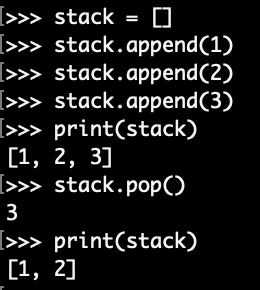 >>> stack = []
>>> stack.append(1)
>>> stack.append(2)
>>> stack.append(3)
>>> print(stack)
[1, 2, 3]
>>> stack.pop()
3
>>> print(stack)
[1, 2]